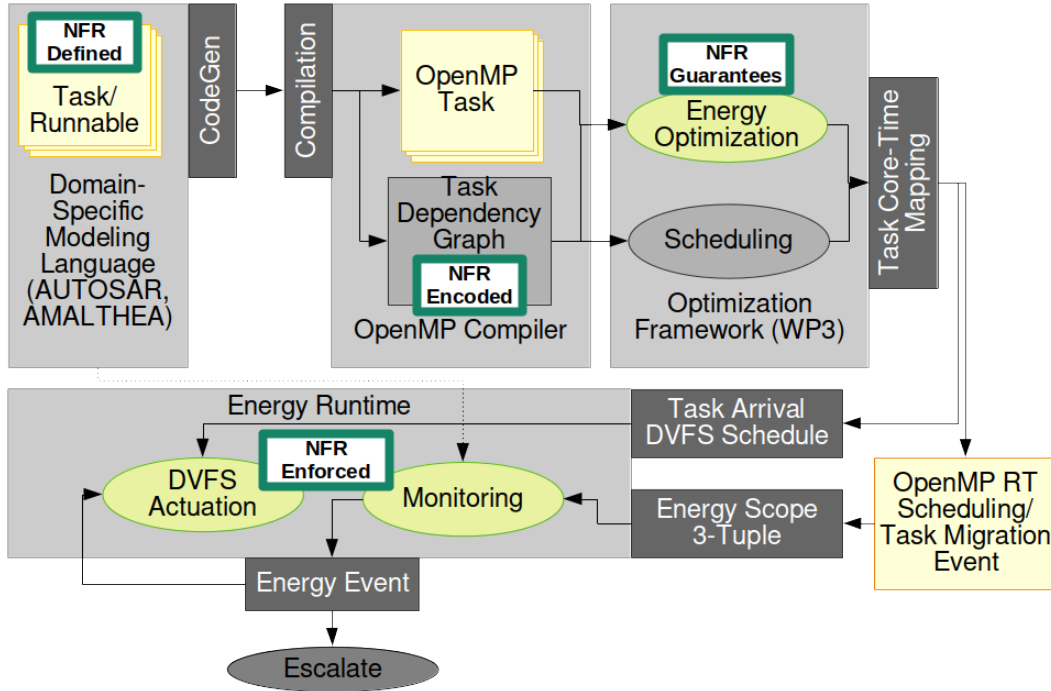 NFR
Defined
Task/
Runnable
Domain-
Specific
Modeling
Language
(AUTOSAR,
AMALTHEA)
CodeGen
Compilation
OpenMP
Task
Task
Dependency
Graph
NFR
Encoded
OpenMP Compiler
NFR
Guarantees
Energy
Optimization
Scheduling
Optimization
Framework (WP3)
Task Core-Time
Mapping
Energy Runtime
Task Arrival
DVFS Schedule
NFR
Enforced
DVFS
Actuation
Monitoring
Energy Scope
3-Tuple
OpenMP RT
Scheduling/
Task Migration
Event
Energy Event
Escalate